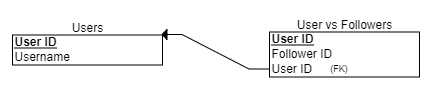 Users
User ID
Username
User vs Followers
User ID
Follower ID
User ID (FK)